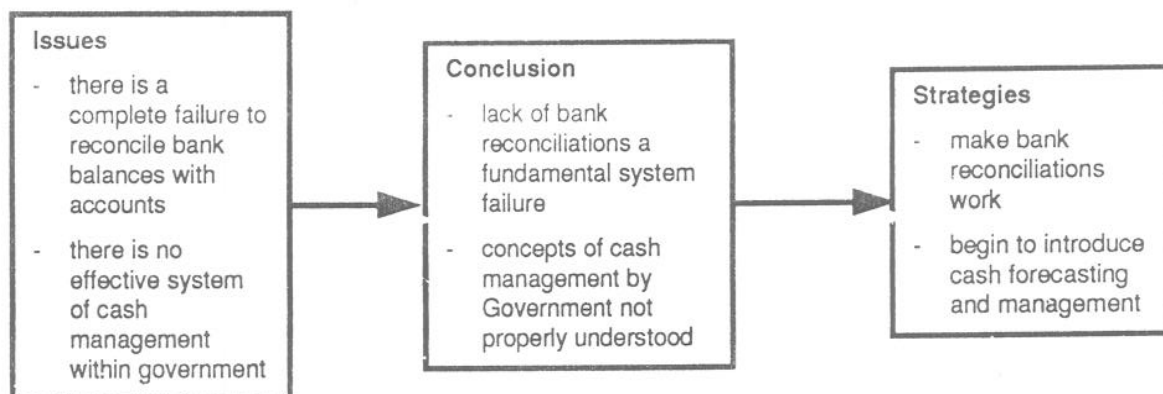 Issues
- there is a
complete failure to
reconcile bank
balances with
accounts
- there is no
effective system
of cash
management
within government
Conclusion
- lack of bank
reconciliations a
fundamental system
failure
- concepts of cash
management by
Government not
properly understood
Strategies
- make bank
reconciliations
work
- begin to introduce
cash forecasting
and management